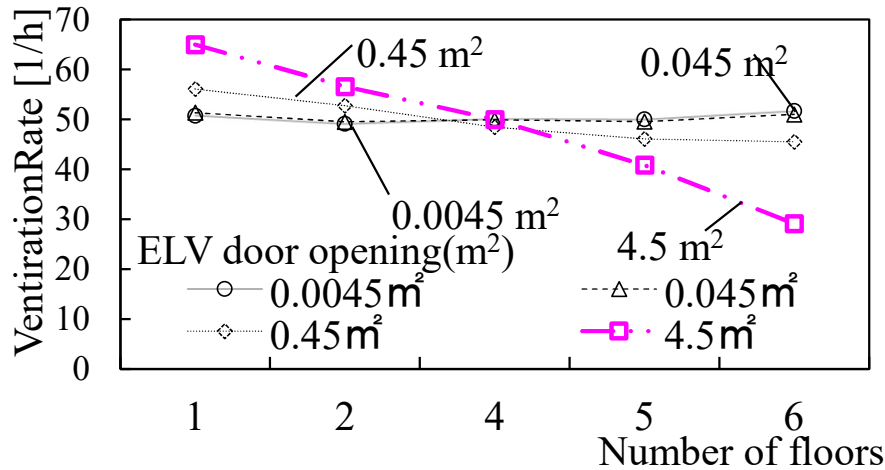 VentirationRate [1/h]
70
60
50
40
30
20
10
0
0.45 m²
0.045 m²
0.0045 m²
4.5 m²
ELV door opening(m²)
0.0045㎡
0.045㎡
0.45㎡
4.5㎡
1 2 4 5 6
Number of floors